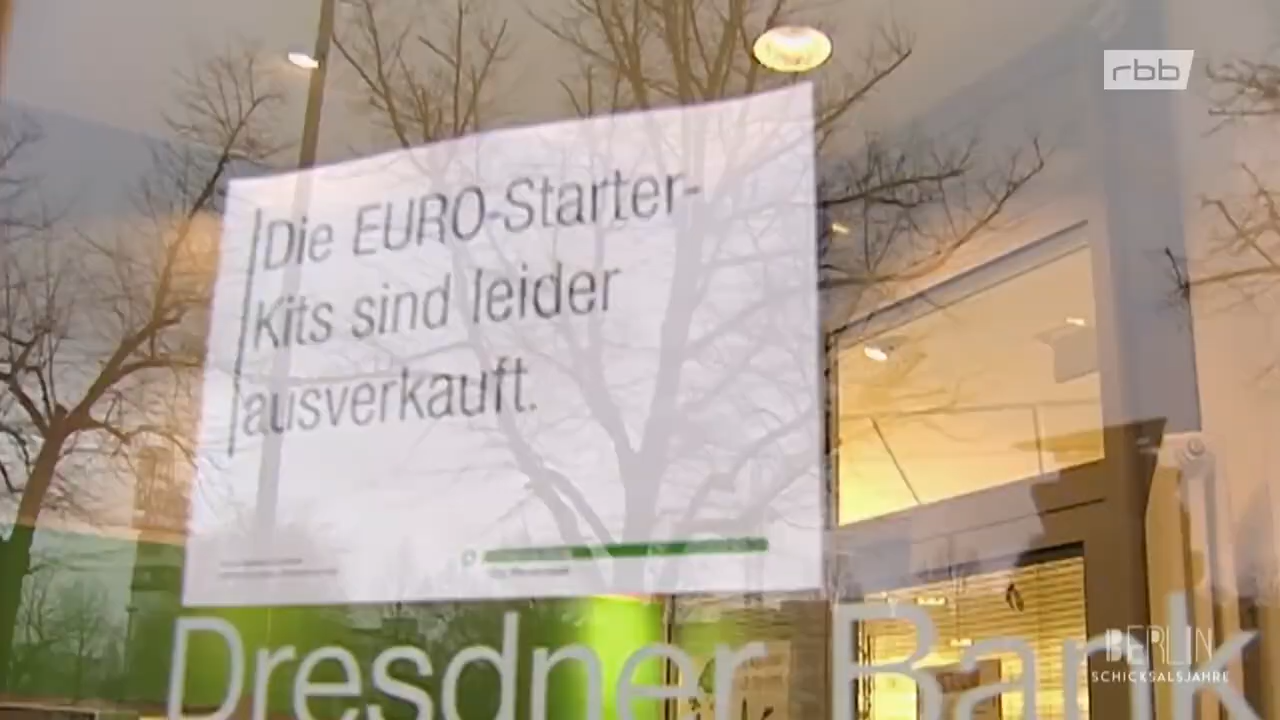 rbb
Die EURO-Starter-
Kits sind leider
ausverkauft.
Dresdner Bank
BERLIN
SCHICKSALSJAHRE